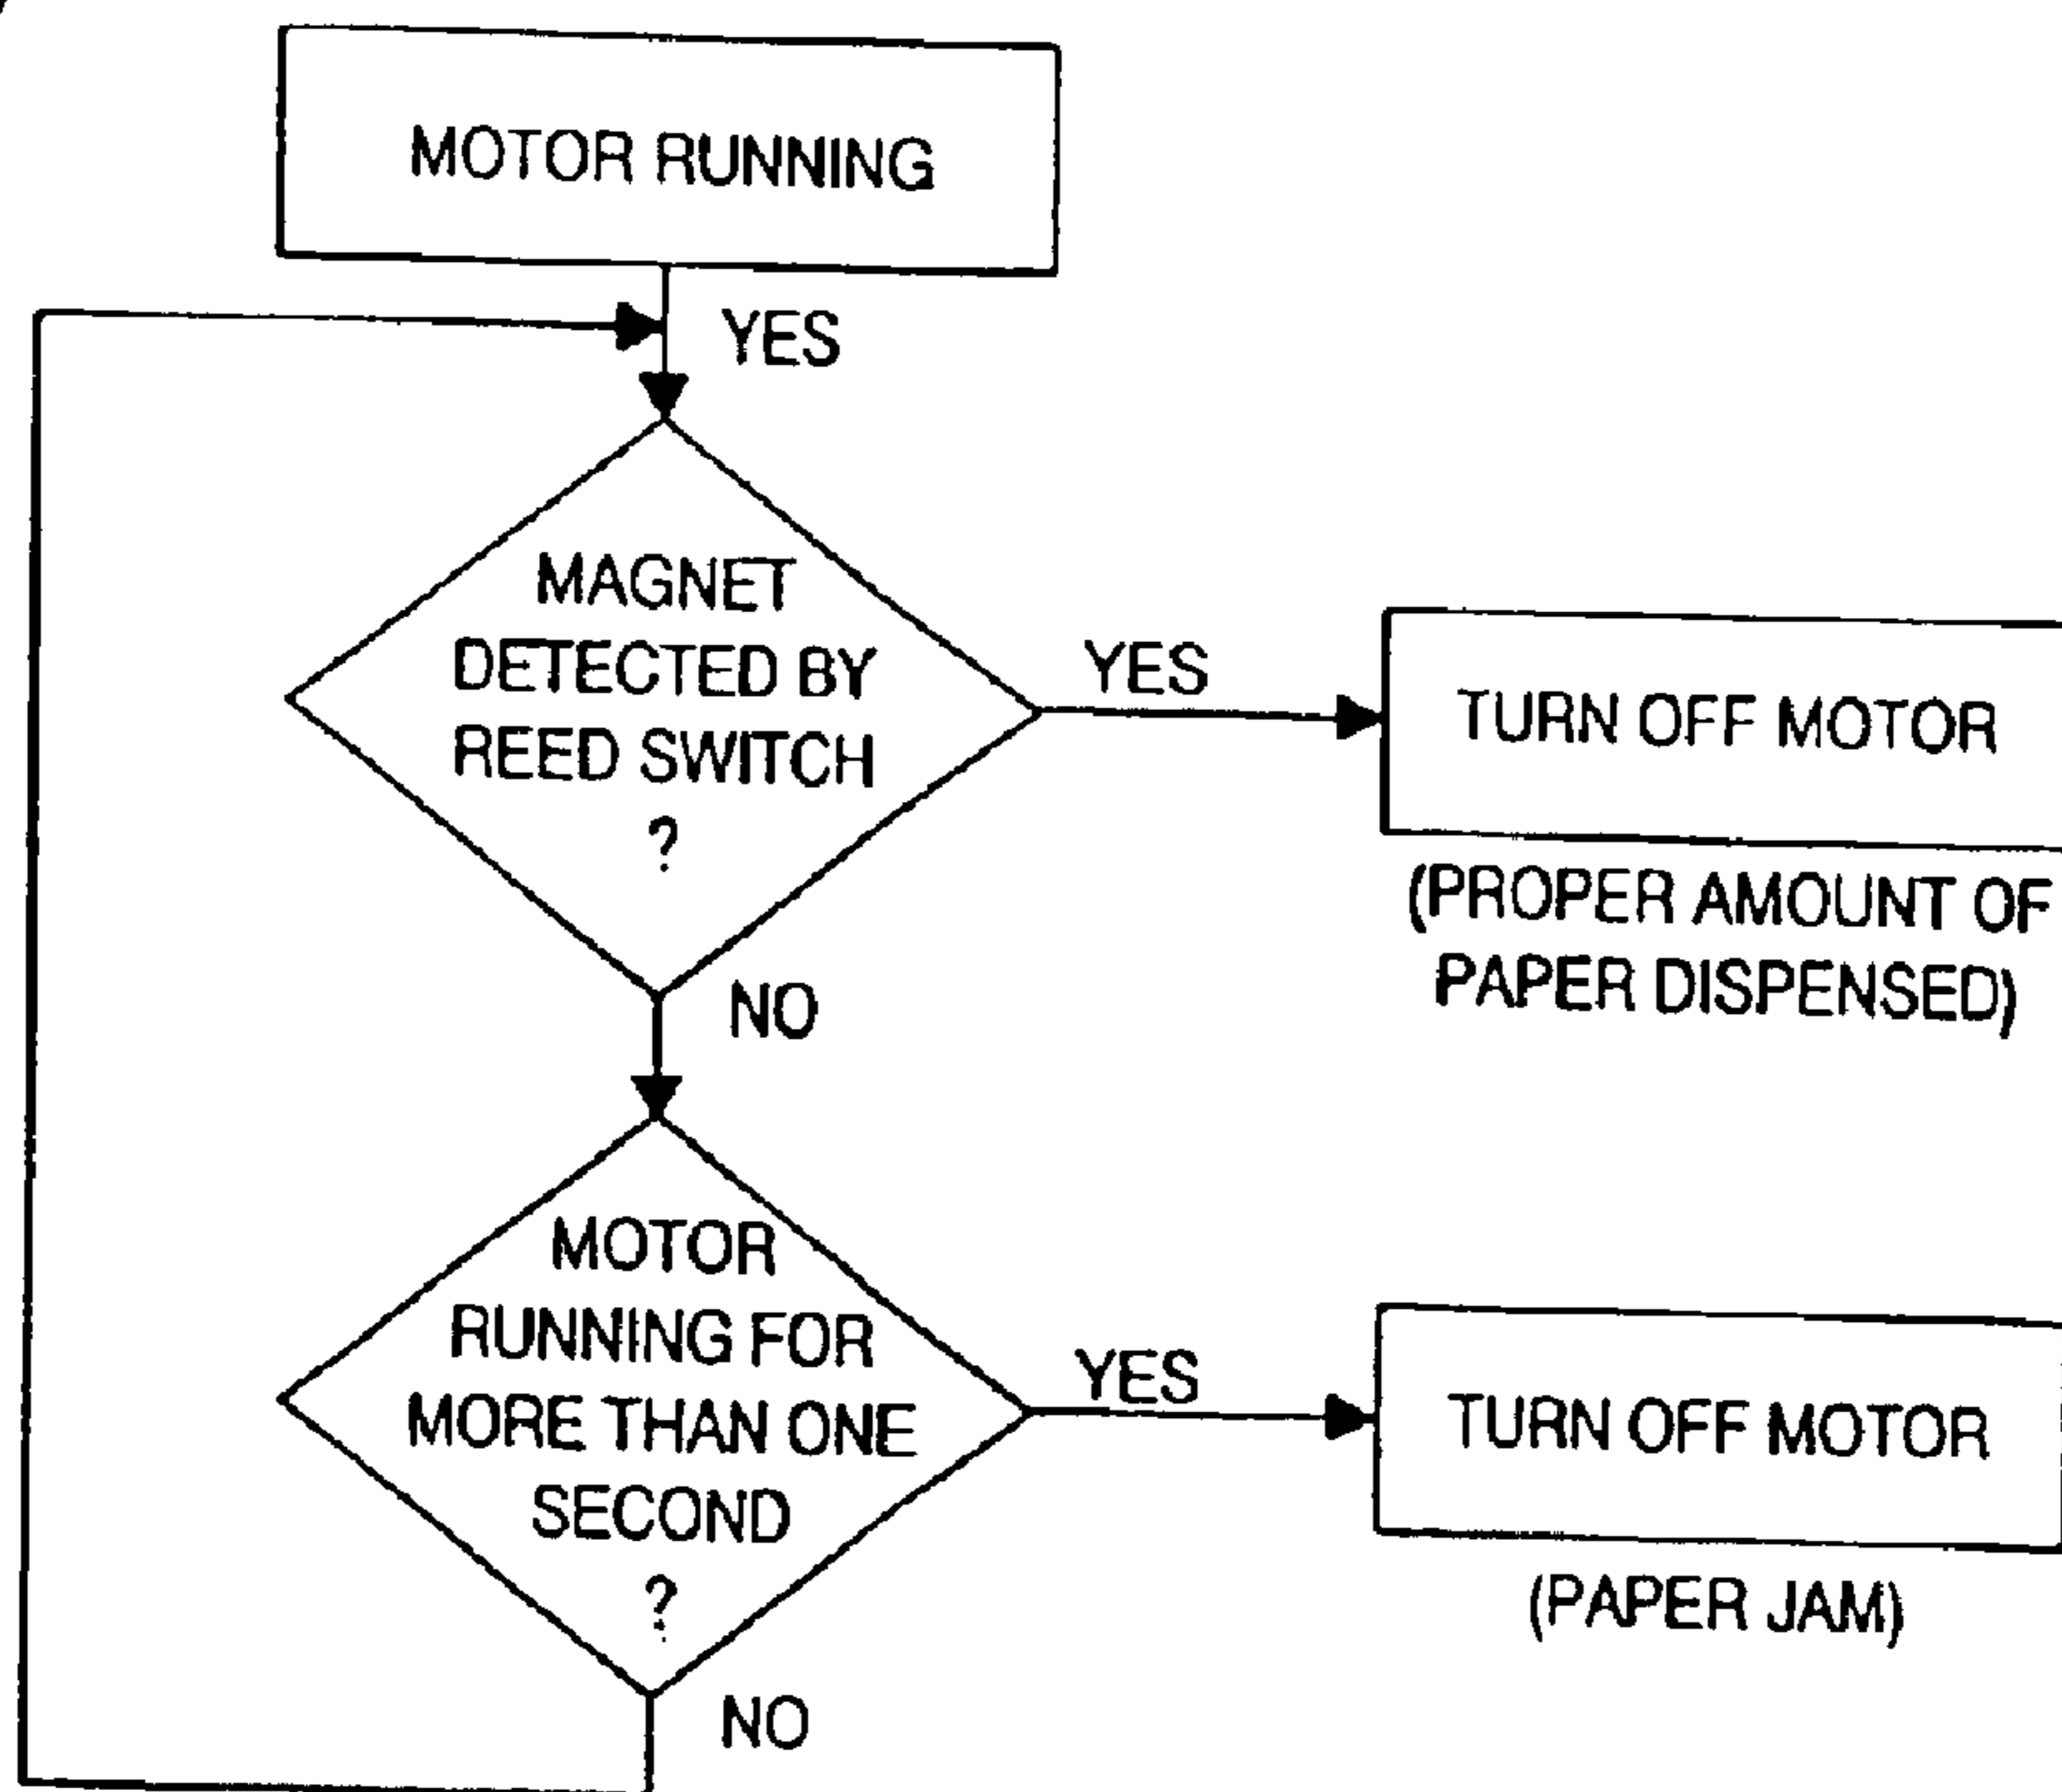 MOTOR RUNNING
YES
MAGNET
DETECTED BY
REED SWITCH
?
YES
TURN OFF MOTOR
(PROPER AMOUNT OF
PAPER DISPENSED)
NO
MOTOR
RUNNING FOR
MORE THAN ONE
SECOND
?
YES
TURN OFF MOTOR
(PAPER JAM)
NO